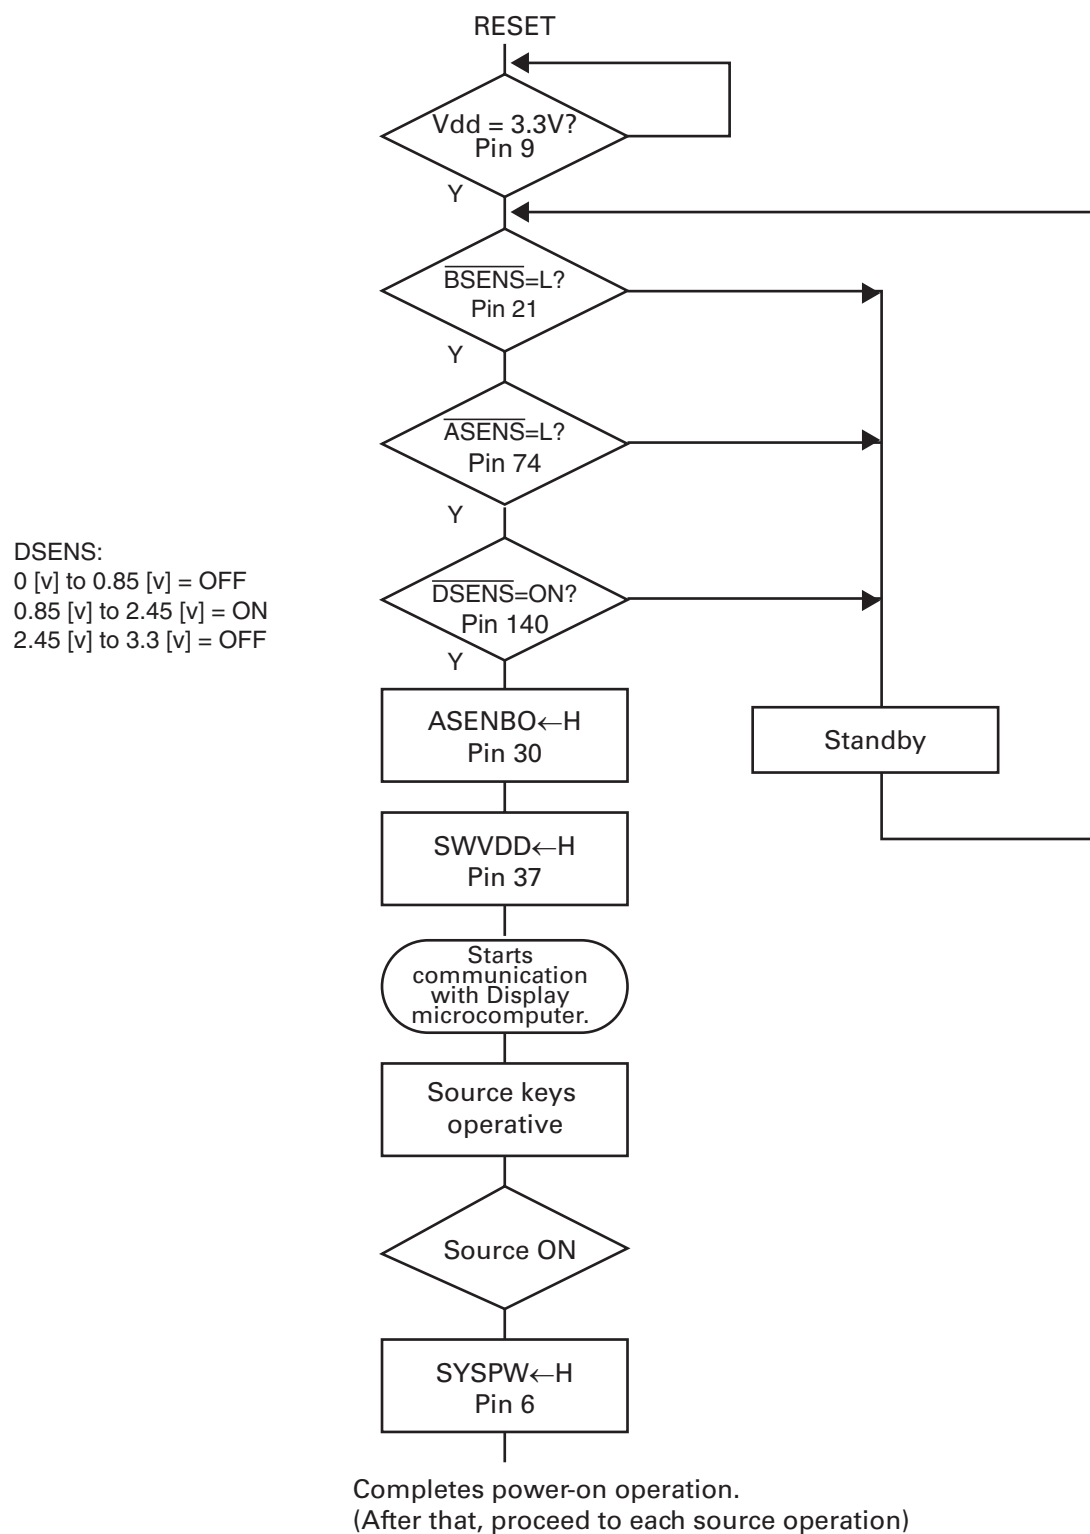 RESET
Vdd = 3.3V?
Pin 9
Y
BSENS=L?
Pin 21
Y
ASENS=L?
Pin 74
Y
DSENS:
0 [v] to 0.85 [v] = OFF
0.85 [v] to 2.45 [v] = ON
2.45 [v] to 3.3 [v] = OFF
DSENS=ON?
Pin 140
Y
ASENBO←H
Pin 30
Standby
SWVDD←H
Pin 37
Starts
communication
with Display
microcomputer.
Source keys
operative
Source ON
SYSPW←H
Pin 6
Completes power-on operation.
(After that, proceed to each source operation)